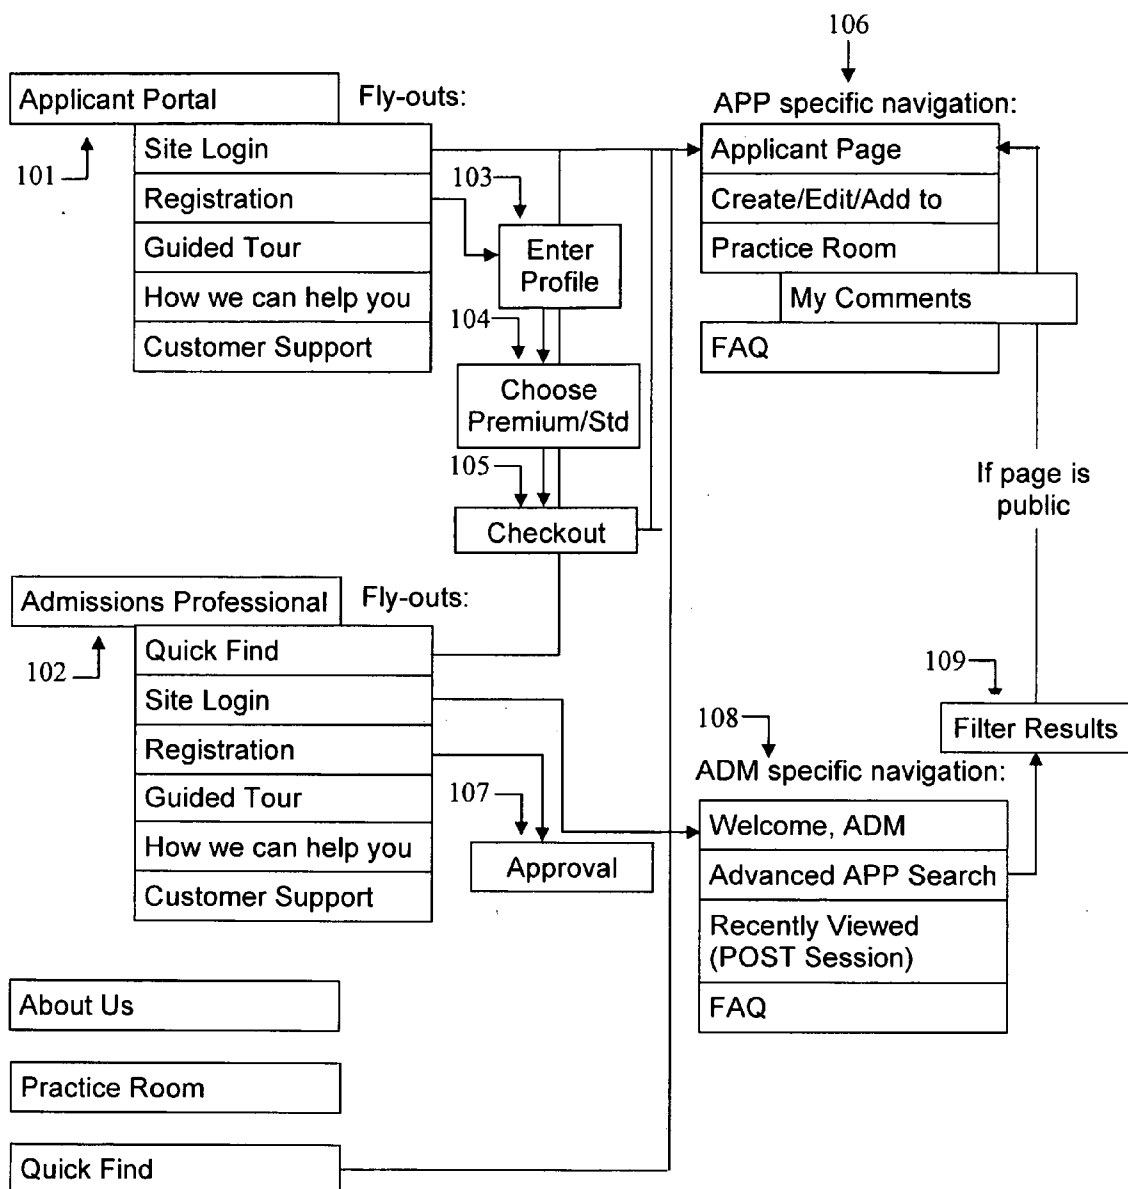 106
Applicant Portal
Fly-outs:
APP specific navigation:
101
Site Login
Registration
Guided Tour
How we can help you
Customer Support
103
Enter
Profile
104
Choose
Premium/Std
105
Checkout
Applicant Page
Create/Edit/Add to
Practice Room
My Comments
FAQ
If page is
public
Admissions Professional
Fly-outs:
102
Quick Find
Site Login
Registration
Guided Tour
How we can help you
Customer Support
107
Approval
109
Filter Results
108
ADM specific navigation:
Welcome, ADM
Advanced APP Search
Recently Viewed
(POST Session)
FAQ
About Us
Practice Room
Quick Find